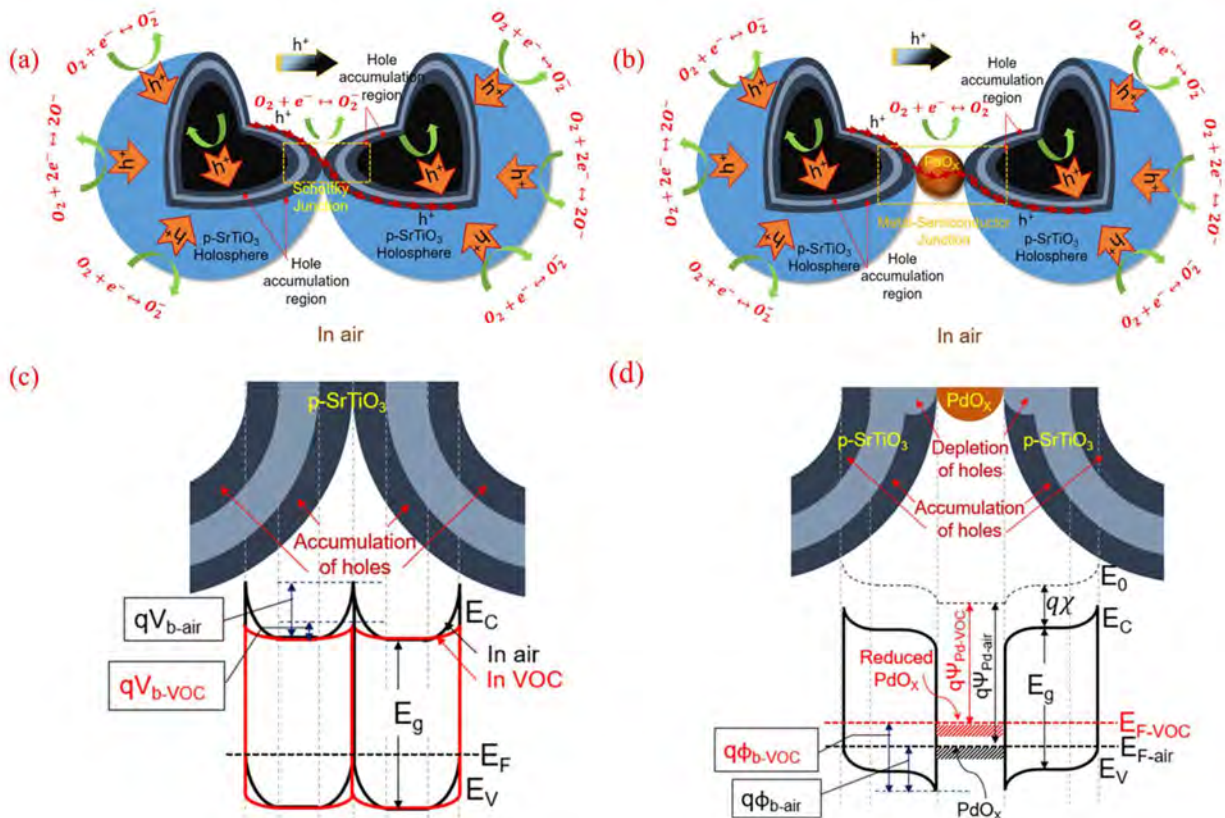 (a)
O₂ + e⁻ ↔ O₂⁻
h⁺
Hole
accumulation
region
O₂ + e⁻ ↔ O₂⁻
O₂ + e⁻ ↔ O₂⁻
h⁺
h⁺
h⁺
O₂ + 2e⁻ ↔ 2O⁻
h⁺
h⁺
h⁺
h⁺
O₂ + 2e⁻ ↔ 2O⁻
Schottky
Junction
h⁺
h⁺
h⁺
p-SrTiO₃
Holosphere
p-SrTiO₃
Holosphere
Hole
accumulation
region
O₂ + e⁻ ↔ O₂⁻
O₂ + e⁻ ↔ O₂⁻
In air
(b)
O₂ + e⁻ ↔ O₂⁻
h⁺
Hole
accumulation
region
O₂ + e⁻ ↔ O₂⁻
O₂ + e⁻ ↔ O₂
h⁺
h⁺
h⁺
O₂ + 2e⁻ ↔ 2O⁻
h⁺
h⁺
PdOₓ
h⁺
h⁺
O₂ + 2e⁻ ↔ 2O⁻
Metal-Semiconductor
Junction
h⁺
h⁺
h⁺
p-SrTiO₃
Holosphere
p-SrTiO₃
Holosphere
Hole
accumulation
region
O₂ + e⁻ ↔ O₂⁻
O₂ + e⁻ ↔ O₂⁻
In air
(c)
p-SrTiO₃
Accumulation
of holes
qV_b-air
E_C
In air
In VOC
qV_b-VOC
E_g
E_F
E_V
(d)
PdOₓ
p-SrTiO₃
Depletion
of holes
p-SrTiO₃
Accumulation
of holes
E₀
qχ
E_C
Reduced
PdOₓ
qΨ_Pd-VOC
qΨ_Pd-air
E_g
E_F-VOC
qϕ_b-VOC
E_F-air
E_V
qϕ_b-air
PdOₓ